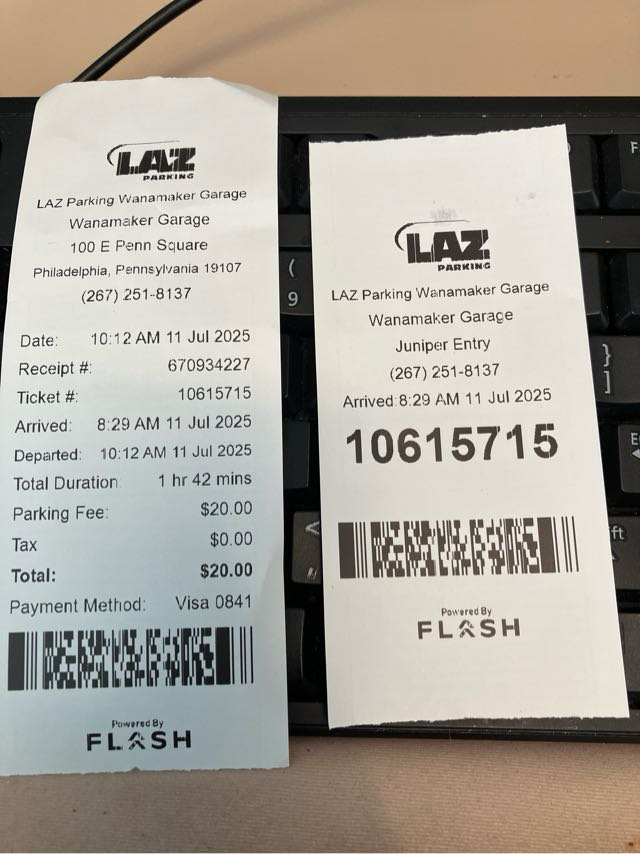 LAZ
PARKING
LAZ Parking Wanamaker Garage
Wanamaker Garage
100 E Penn Square
Philadelphia, Pennsylvania 19107
(267) 251-8137
Date: 10:12 AM 11 Jul 2025
Receipt #: 670934227
Ticket #: 10615715
Arrived: 8:29 AM 11 Jul 2025
Departed: 10:12 AM 11 Jul 2025
Total Duration 1 hr 42 mins
Parking Fee: $20.00
Tax $0.00
Total: $20.00
Payment Method: Visa 0841
Powered By
FLASH
LAZ
PARKING
LAZ Parking Wanamaker Garage
Wanamaker Garage
Juniper Entry
(267) 251-8137
Arrived:8:29 AM 11 Jul 2025
10615715
Powered By
FLASH
(
9
}
]